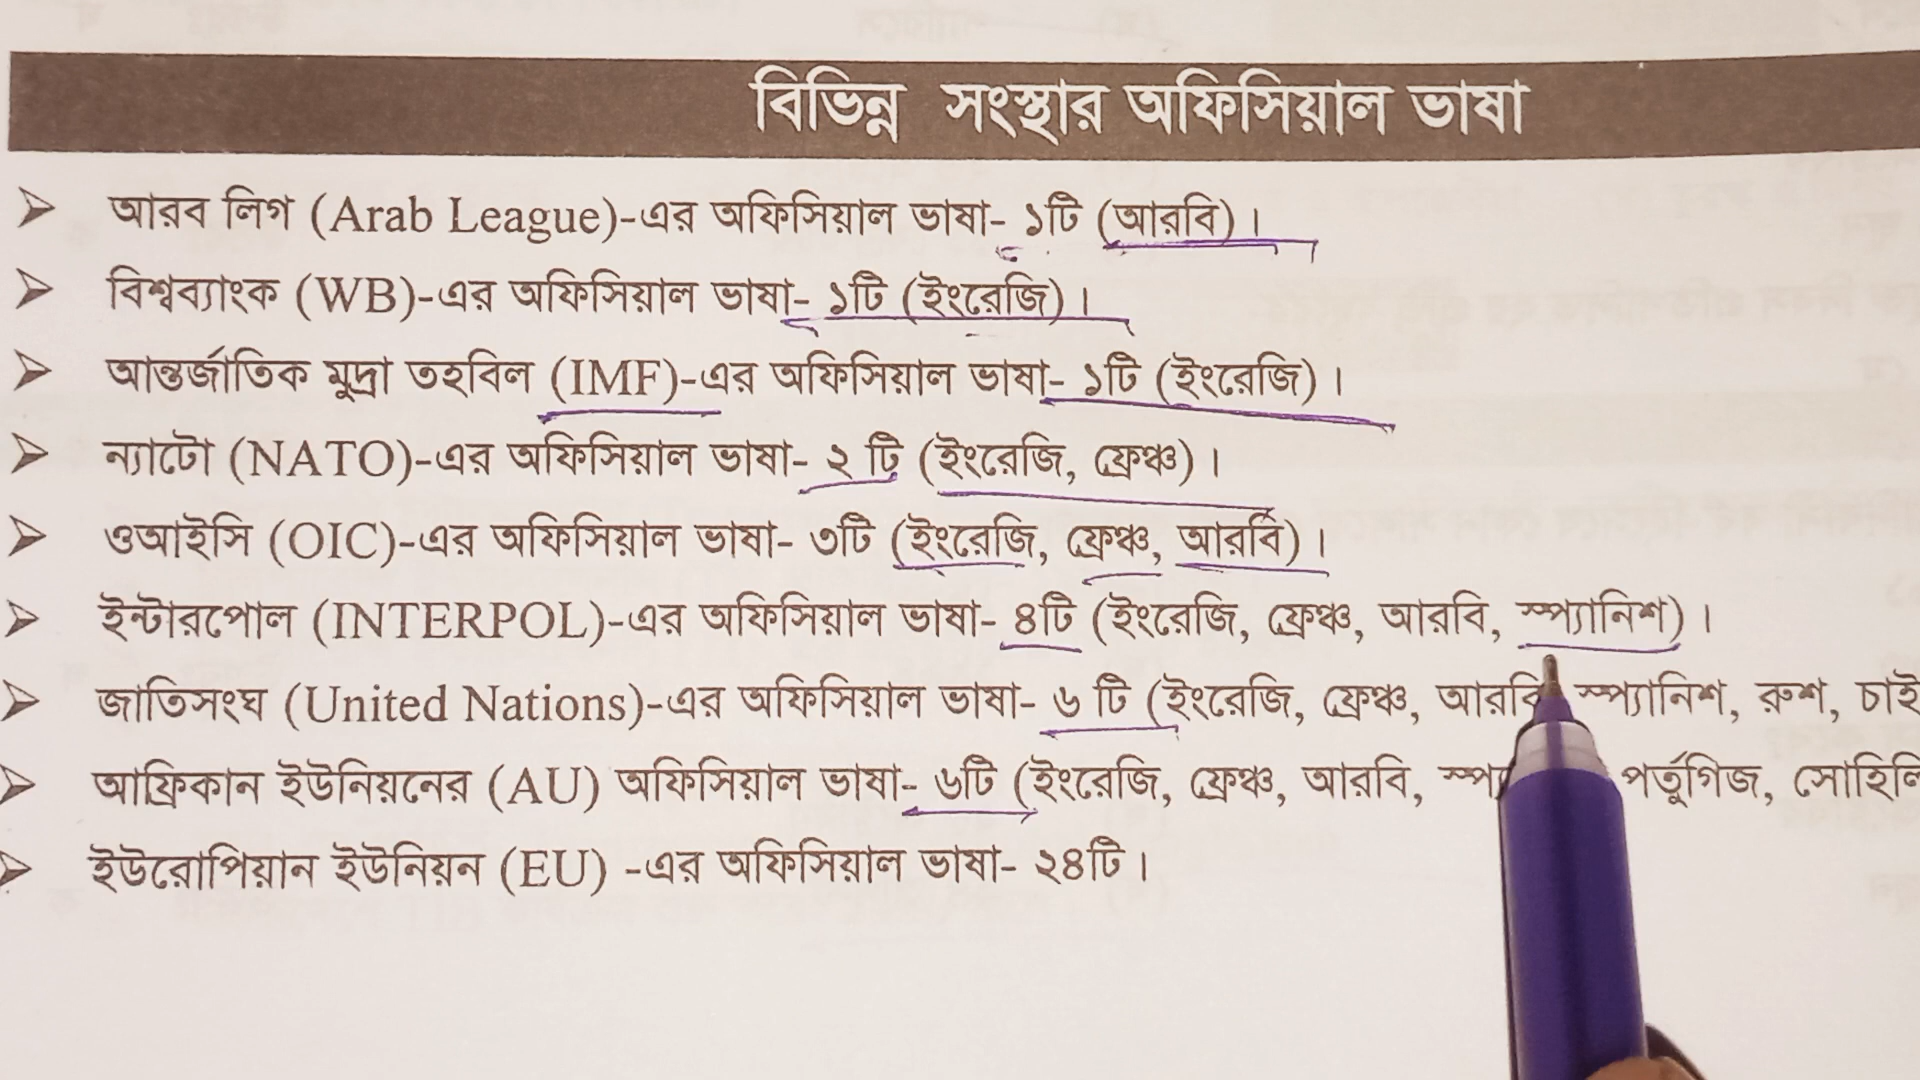 বিভিন্ন সংস্থার অফিসিয়াল ভাষা
➢ আরব লিগ (Arab League)-এর অফিসিয়াল ভাষা- ১টি (আরবি)।
➢ বিশ্বব্যাংক (WB)-এর অফিসিয়াল ভাষা- ১টি (ইংরেজি)।
➢ আন্তর্জাতিক মুদ্রা তহবিল (IMF)-এর অফিসিয়াল ভাষা- ১টি (ইংরেজি)।
➢ ন্যাটো (NATO)-এর অফিসিয়াল ভাষা- ২ টি (ইংরেজি, ফ্রেঞ্চ)।
➢ ওআইসি (OIC)-এর অফিসিয়াল ভাষা- ৩টি (ইংরেজি, ফ্রেঞ্চ, আরবি)।
➢ ইন্টারপোল (INTERPOL)-এর অফিসিয়াল ভাষা- ৪টি (ইংরেজি, ফ্রেঞ্চ, আরবি, স্প্যানিশ)।
➢ জাতিসংঘ (United Nations)-এর অফিসিয়াল ভাষা- ৬ টি (ইংরেজি, ফ্রেঞ্চ, আরবি স্প্যানিশ, রুশ, চাই
➢ আফ্রিকান ইউনিয়নের (AU) অফিসিয়াল ভাষা- ৬টি (ইংরেজি, ফ্রেঞ্চ, আরবি, পর্তুগিজ, সোহিলি
➢ ইউরোপিয়ান ইউনিয়ন (EU) -এর অফিসিয়াল ভাষা- ২৪টি।